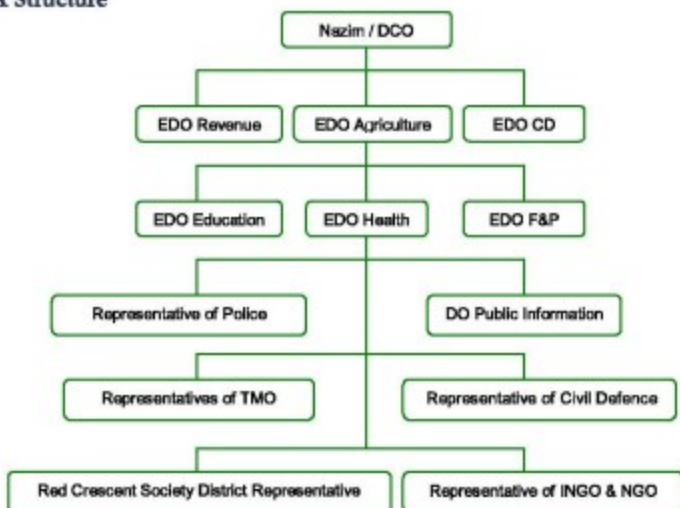 Structure
Nazim / DCO
EDO Revenue
EDO Agriculture
EDO CD
EDO Education
EDO Health
EDO F&P
Representative of Police
DO Public Information
Representatives of TMO
Representative of Civil Defence
Red Crescent Society District Representative
Representative of INGO & NGO